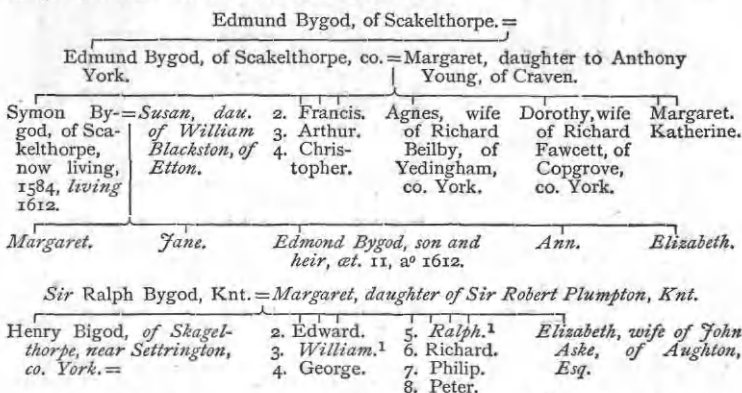 Edmund Bygod, of Scakelthorpe.=
Edmund Bygod, of Scakelthorpe, co.=Margaret, daughter to Anthony
York. Young, of Craven.
Symon By-=Susan, dau. 2. Francis. Agnes, wife Dorothy, wife Margaret.
god, of Sca- of William 3. Arthur. of Richard of Richard Katherine.
kelthorpe, Blackston, of 4. Chris- Beilby, of Fawcett, of
now living, Etton. topher. Yedingham, Copgrove,
1584, living co. York. co. York.
1612.
Margaret. Jane. Edmond Bygod, son and Ann. Elizabeth.
heir, æt. 11, aº 1612.
Sir Ralph Bygod, Knt.=Margaret, daughter of Sir Robert Plumpton, Knt.
Henry Bigod, of Skagel- 2. Edward. 5. Ralph.¹ Elizabeth, wife of John
thorpe, near Settrington, 3. William.¹ 6. Richard. Aske, of Aughton,
co. York.= 4. George. 7. Philip. Esq.
8. Peter.